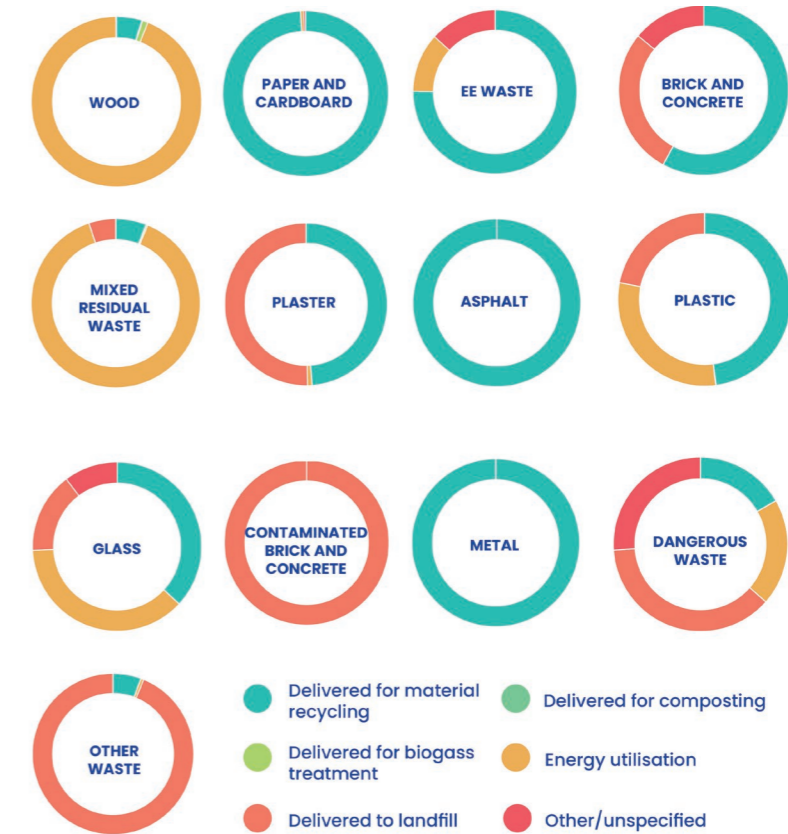 WOOD
PAPER AND
CARDBOARD
EE WASTE
BRICK AND
CONCRETE
MIXED
RESIDUAL
WASTE
PLASTER
ASPHALT
PLASTIC
GLASS
CONTAMINATED
BRICK AND
CONCRETE
METAL
DANGEROUS
WASTE
OTHER
WASTE
Delivered for material
recycling
Delivered for composting
Delivered for biogass
treatment
Energy utilisation
Delivered to landfill
Other/unspecified